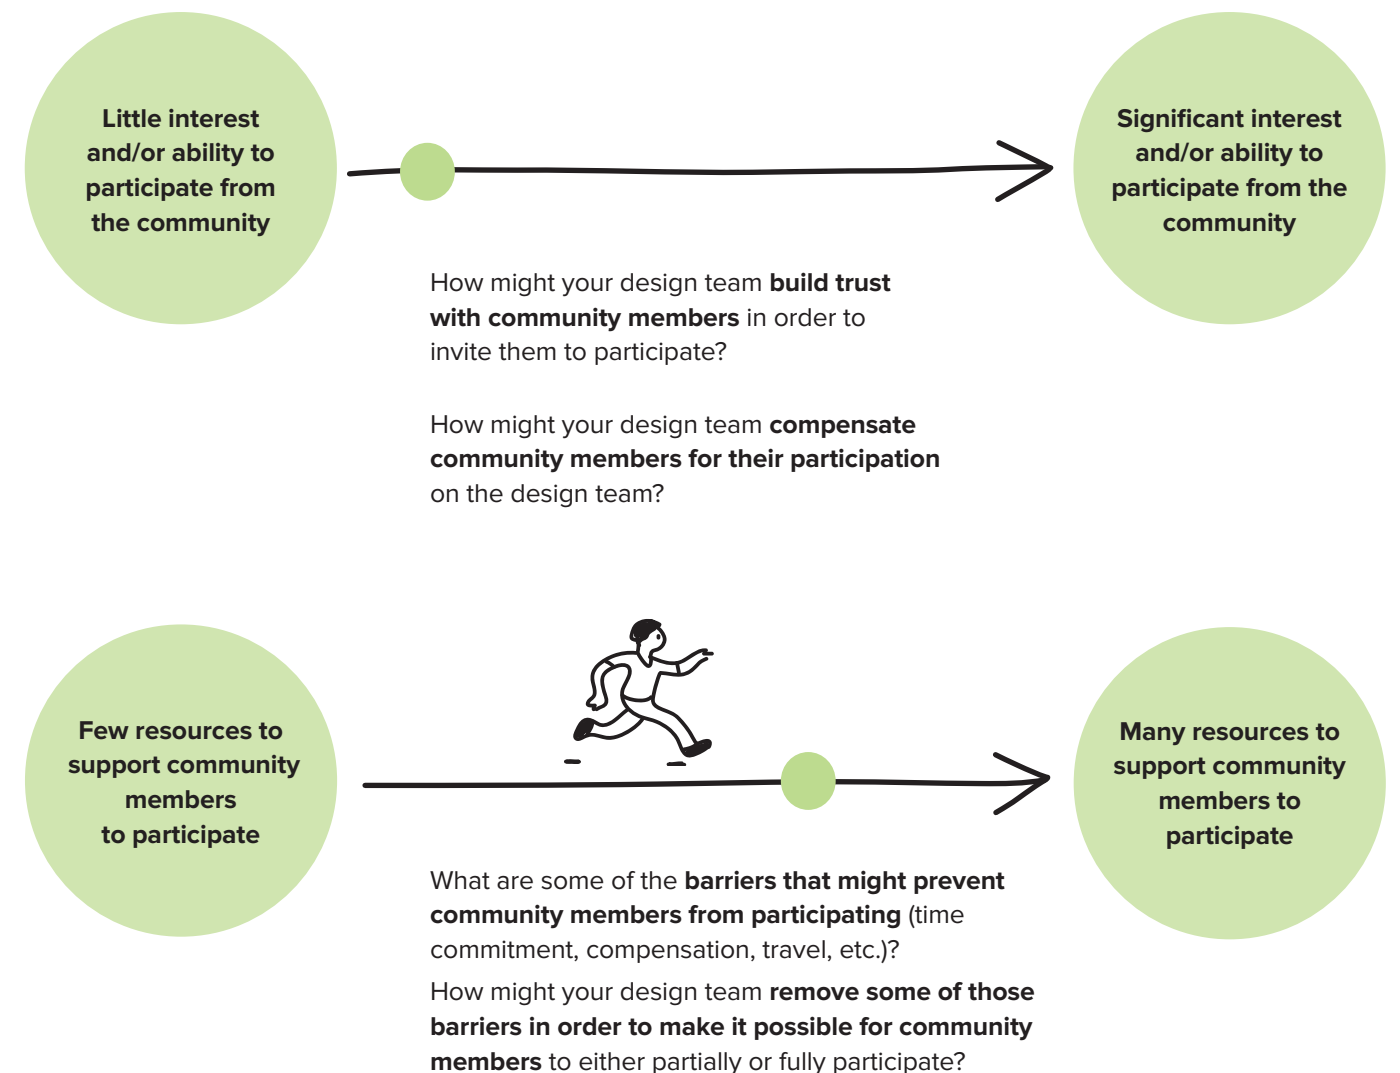 Little interest
and/or ability to
participate from
the community
Significant interest
and/or ability to
participate from the
community
How might your design team build trust
with community members in order to
invite them to participate?
How might your design team compensate
community members for their participation
on the design team?
Few resources to
support community
members
to participate
Many resources to
support community
members to
participate
What are some of the barriers that might prevent
community members from participating (time
commitment, compensation, travel, etc.)?
How might your design team remove some of those
barriers in order to make it possible for community
members to either partially or fully participate?